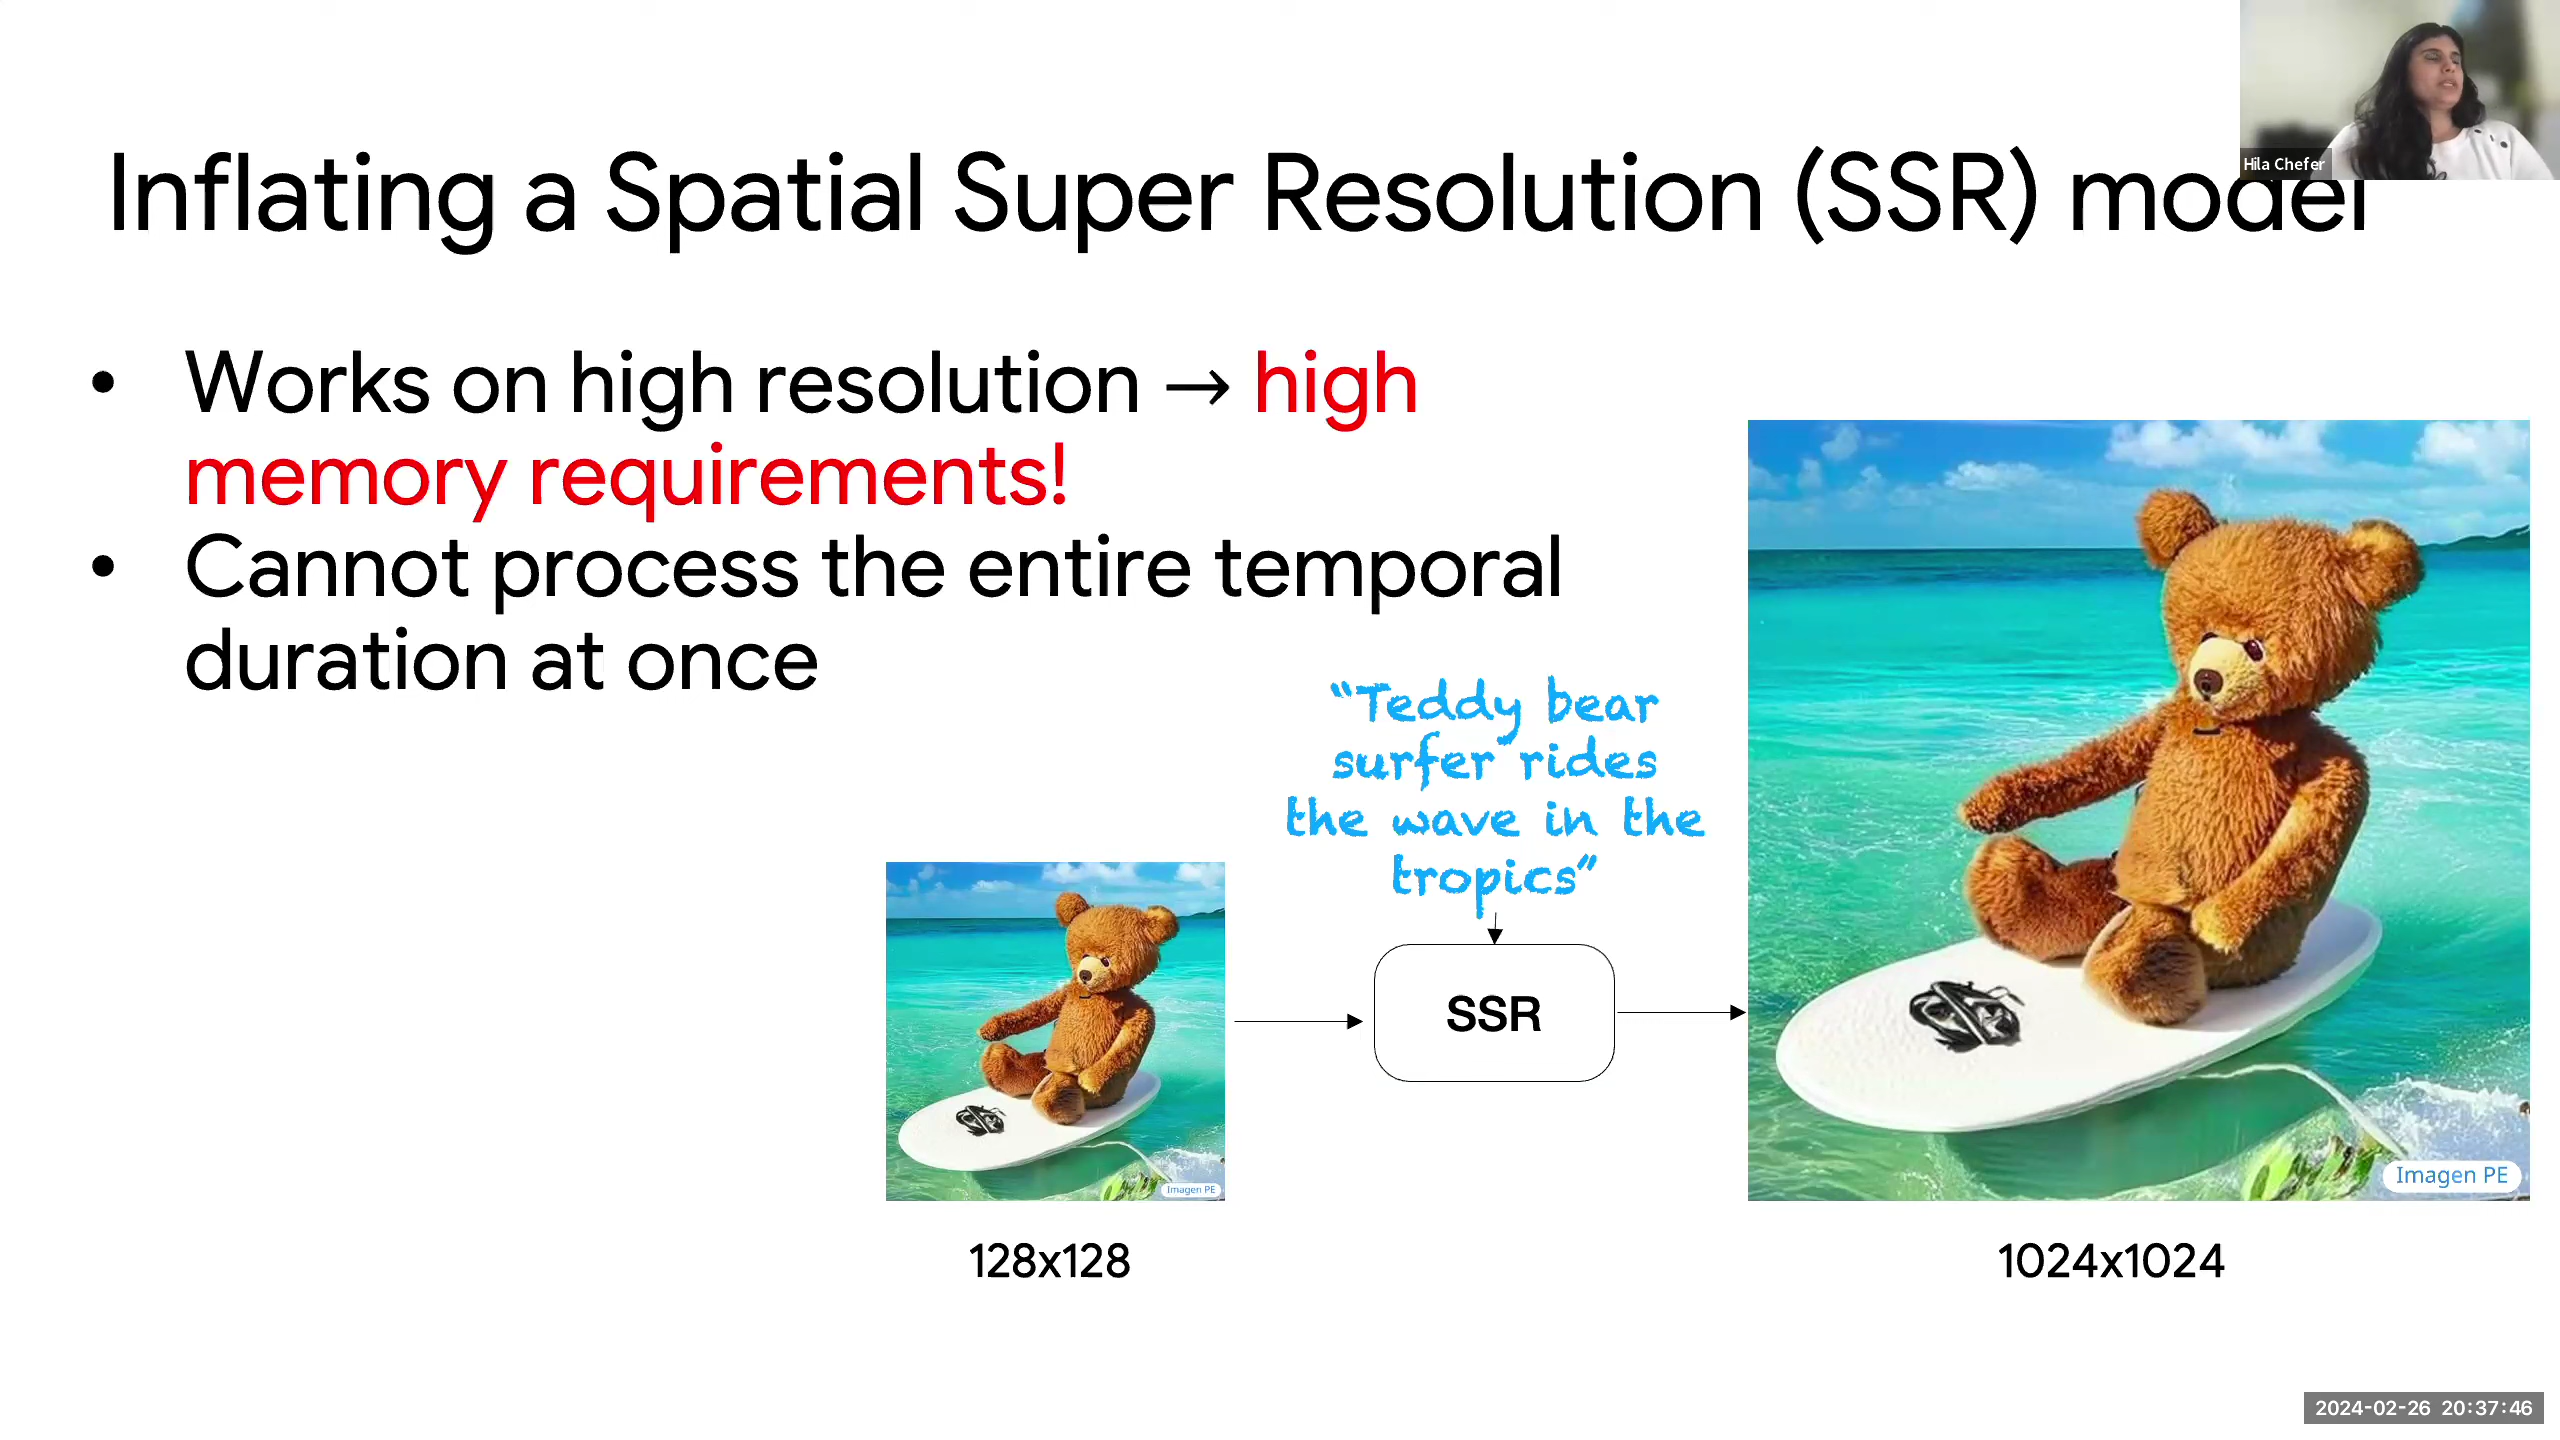 Hila Chefer
Inflating a Spatial Super Resolution (SSR) model
• Works on high resolution → high
memory requirements!
• Cannot process the entire temporal
duration at once
“Teddy bear
surfer rides
the wave in the
tropics”
SSR
Imagen PE
Imagen PE
128x128
1024x1024
2024-02-26 20:37:46